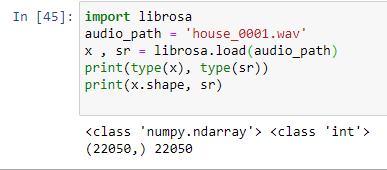 In [45]: import librosa
audio_path = 'house_0001.wav'
x , sr = librosa.load(audio_path)
print(type(x), type(sr))
print(x.shape, sr)
<class 'numpy.ndarray'> <class 'int'>
(22050,) 22050